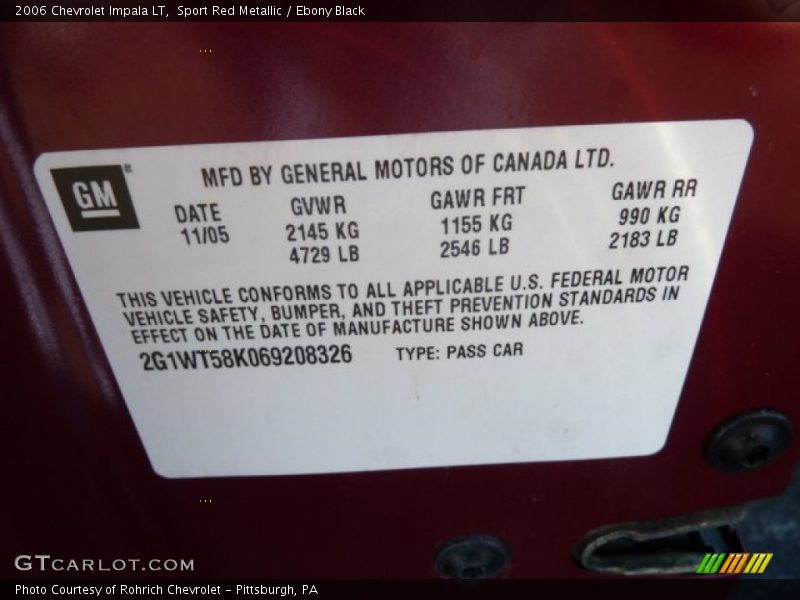 2006 Chevrolet Impala LT,  Sport Red Metallic / Ebony Black
GM®
MFD BY GENERAL MOTORS OF CANADA LTD.
DATE GVWR GAWR FRT GAWR RR
11/05 2145 KG 1155 KG 990 KG
4729 LB 2546 LB 2183 LB
THIS VEHICLE CONFORMS TO ALL APPLICABLE U.S. FEDERAL MOTOR
VEHICLE SAFETY, BUMPER, AND THEFT PREVENTION STANDARDS IN
EFFECT ON THE DATE OF MANUFACTURE SHOWN ABOVE.
2G1WT58K069208326 TYPE: PASS CAR
GTCARLOT.COM
Photo Courtesy of Rohrich Chevrolet - Pittsburgh, PA